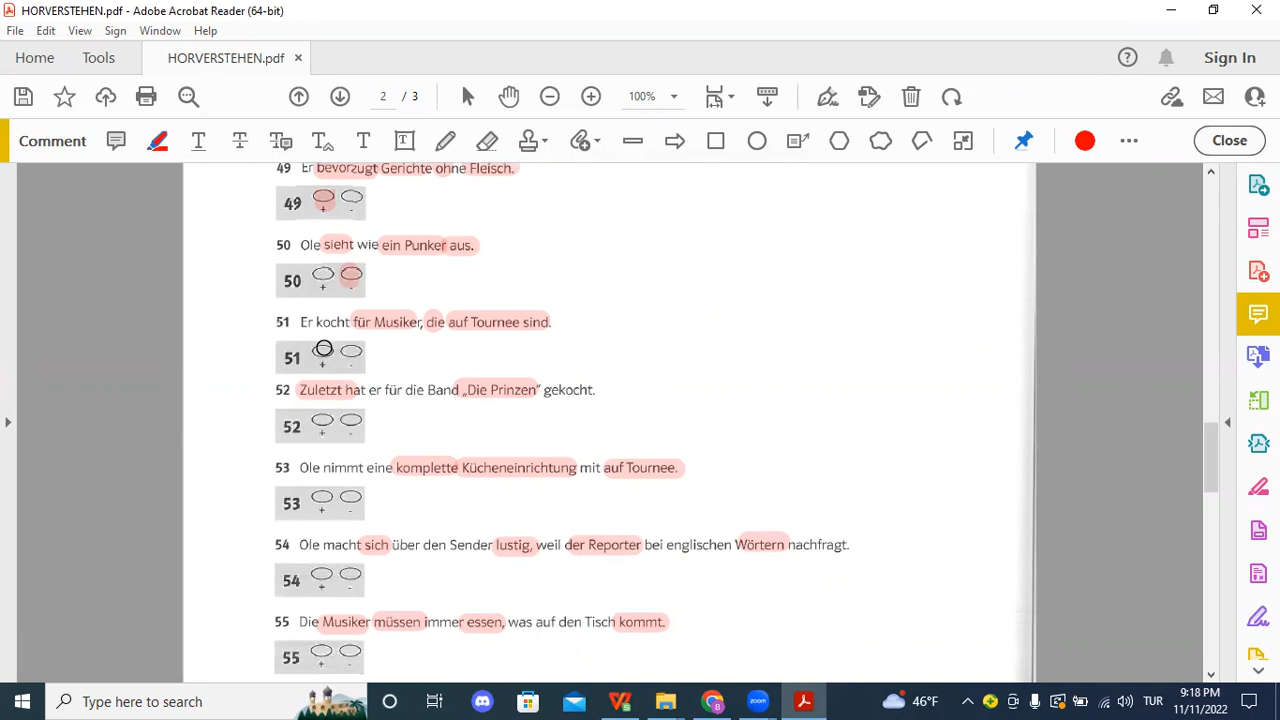 HORVERSTEHEN.pdf - Adobe Acrobat Reader (64-bit)
File Edit View Sign Window Help
Home Tools HORVERSTEHEN.pdf × Sign In
2 / 3 100%
Comment Close
49 Er bevorzugt Gerichte ohne Fleisch.
49 + -
50 Ole sieht wie ein Punker aus.
50 + -
51 Er kocht für Musiker, die auf Tournee sind.
51 + -
52 Zuletzt hat er für die Band „Die Prinzen“ gekocht.
52 + -
53 Ole nimmt eine komplette Kücheneinrichtung mit auf Tournee.
53 + -
54 Ole macht sich über den Sender lustig, weil der Reporter bei englischen Wörtern nachfragt.
54 + -
55 Die Musiker müssen immer essen, was auf den Tisch kommt.
55 + -
Type here to search 46°F TUR 9:18 PM
11/11/2022